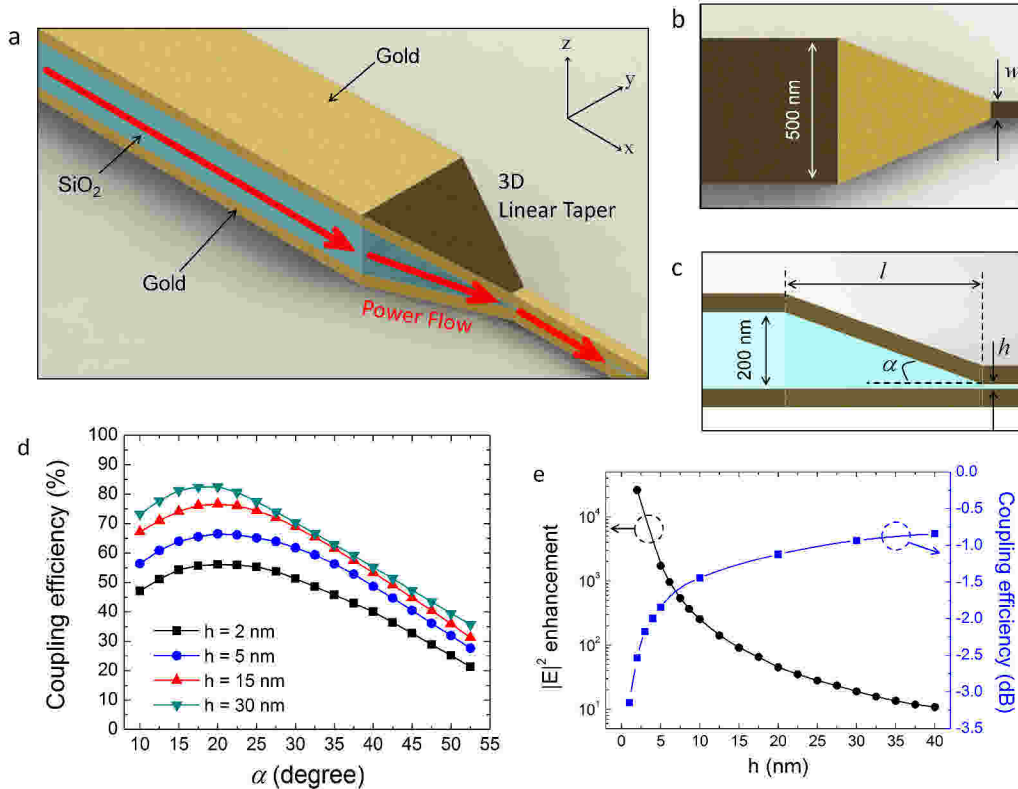 a
Gold
SiO2
Gold
z
y
x
3D
Linear Taper
Power Flow
b
500 nm
w
c
l
200 nm
α
h
d
Coupling efficiency (%)
100
90
80
70
60
50
40
30
20
10
0
h = 2 nm
h = 5 nm
h = 15 nm
h = 30 nm
10 15 20 25 30 35 40 45 50 55
α (degree)
e
|E|2 enhancement
10^4
10^3
10^2
10^1
0 5 10 15 20 25 30 35 40
h (nm)
0.0
-0.5
-1.0
-1.5
-2.0
-2.5
-3.0
-3.5
Coupling efficiency (dB)